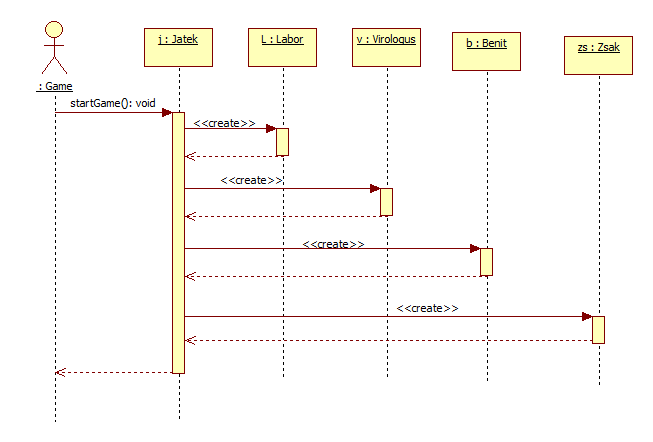 j : Jatek
L : Labor
v : Virologus
b : Benit
zs : Zsak
: Game
startGame(): void
<<create>>
<<create>>
<<create>>
<<create>>